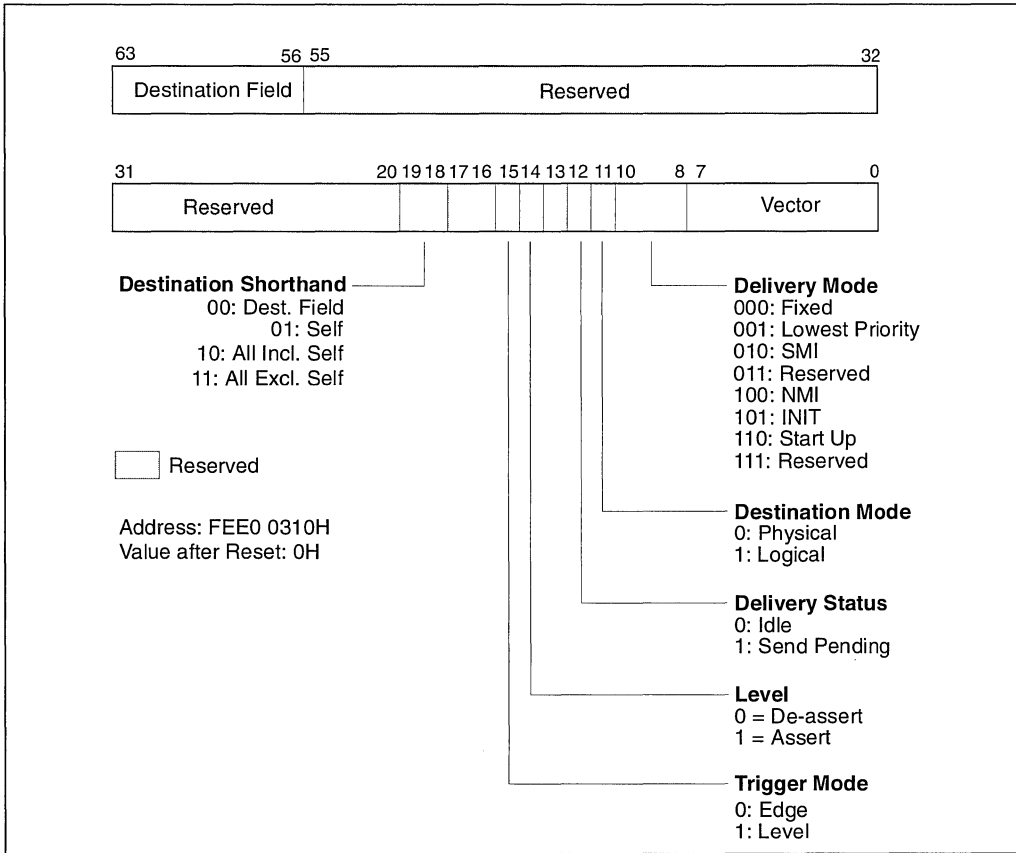 63 56 55 32
Destination Field Reserved
31 20 19 18 17 16 15 14 13 12 11 10 8 7 0
Reserved Vector
Destination Shorthand
00: Dest. Field
01: Self
10: All Incl. Self
11: All Excl. Self
Reserved
Address: FEE0 0310H
Value after Reset: 0H
Delivery Mode
000: Fixed
001: Lowest Priority
010: SMI
011: Reserved
100: NMI
101: INIT
110: Start Up
111: Reserved
Destination Mode
0: Physical
1: Logical
Delivery Status
0: Idle
1: Send Pending
Level
0 = De-assert
1 = Assert
Trigger Mode
0: Edge
1: Level